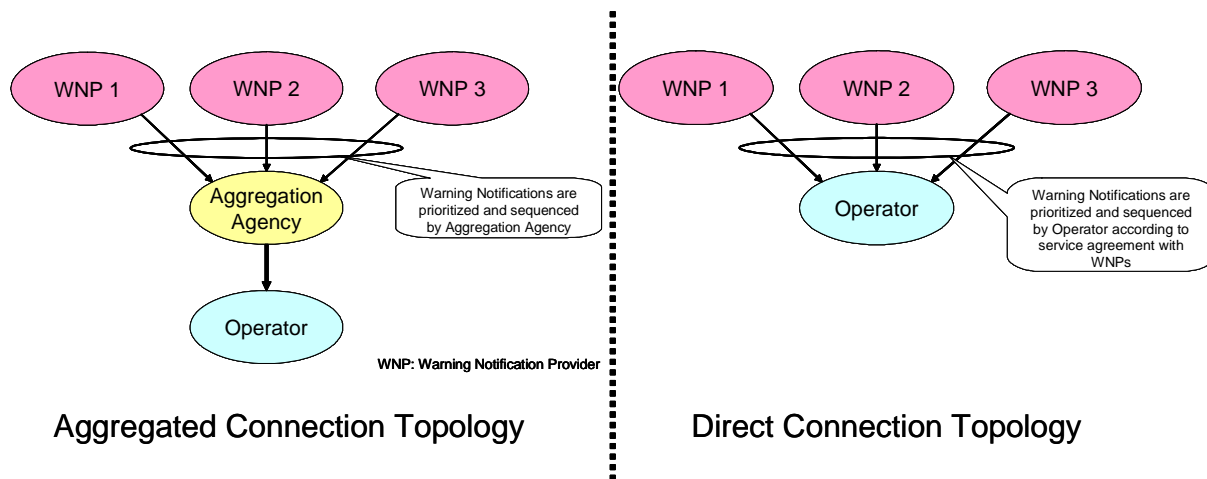 WNP 1
WNP 2
WNP 3
Aggregation
Agency
Warning Notifications are
prioritized and sequenced
by Aggregation Agency
Operator
WNP: Warning Notification Provider
Aggregated Connection Topology
WNP 1
WNP 2
WNP 3
Operator
Warning Notifications are
prioritized and sequenced
by Operator according to
service agreement with
WNPs
Direct Connection Topology